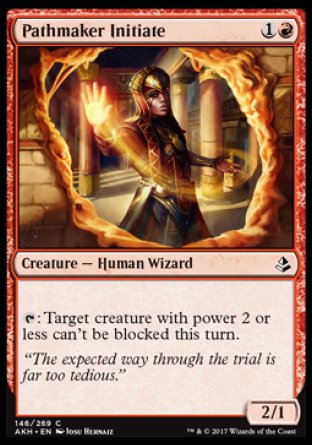 Pathmaker Initiate 1
Creature — Human Wizard
: Target creature with power 2 or
less can't be blocked this turn.
“The expected way through the trial is
far too tedious.”
2/1
146/269 C
AKH • EN Josu Hernaiz
™ & © 2017 Wizards of the Coast